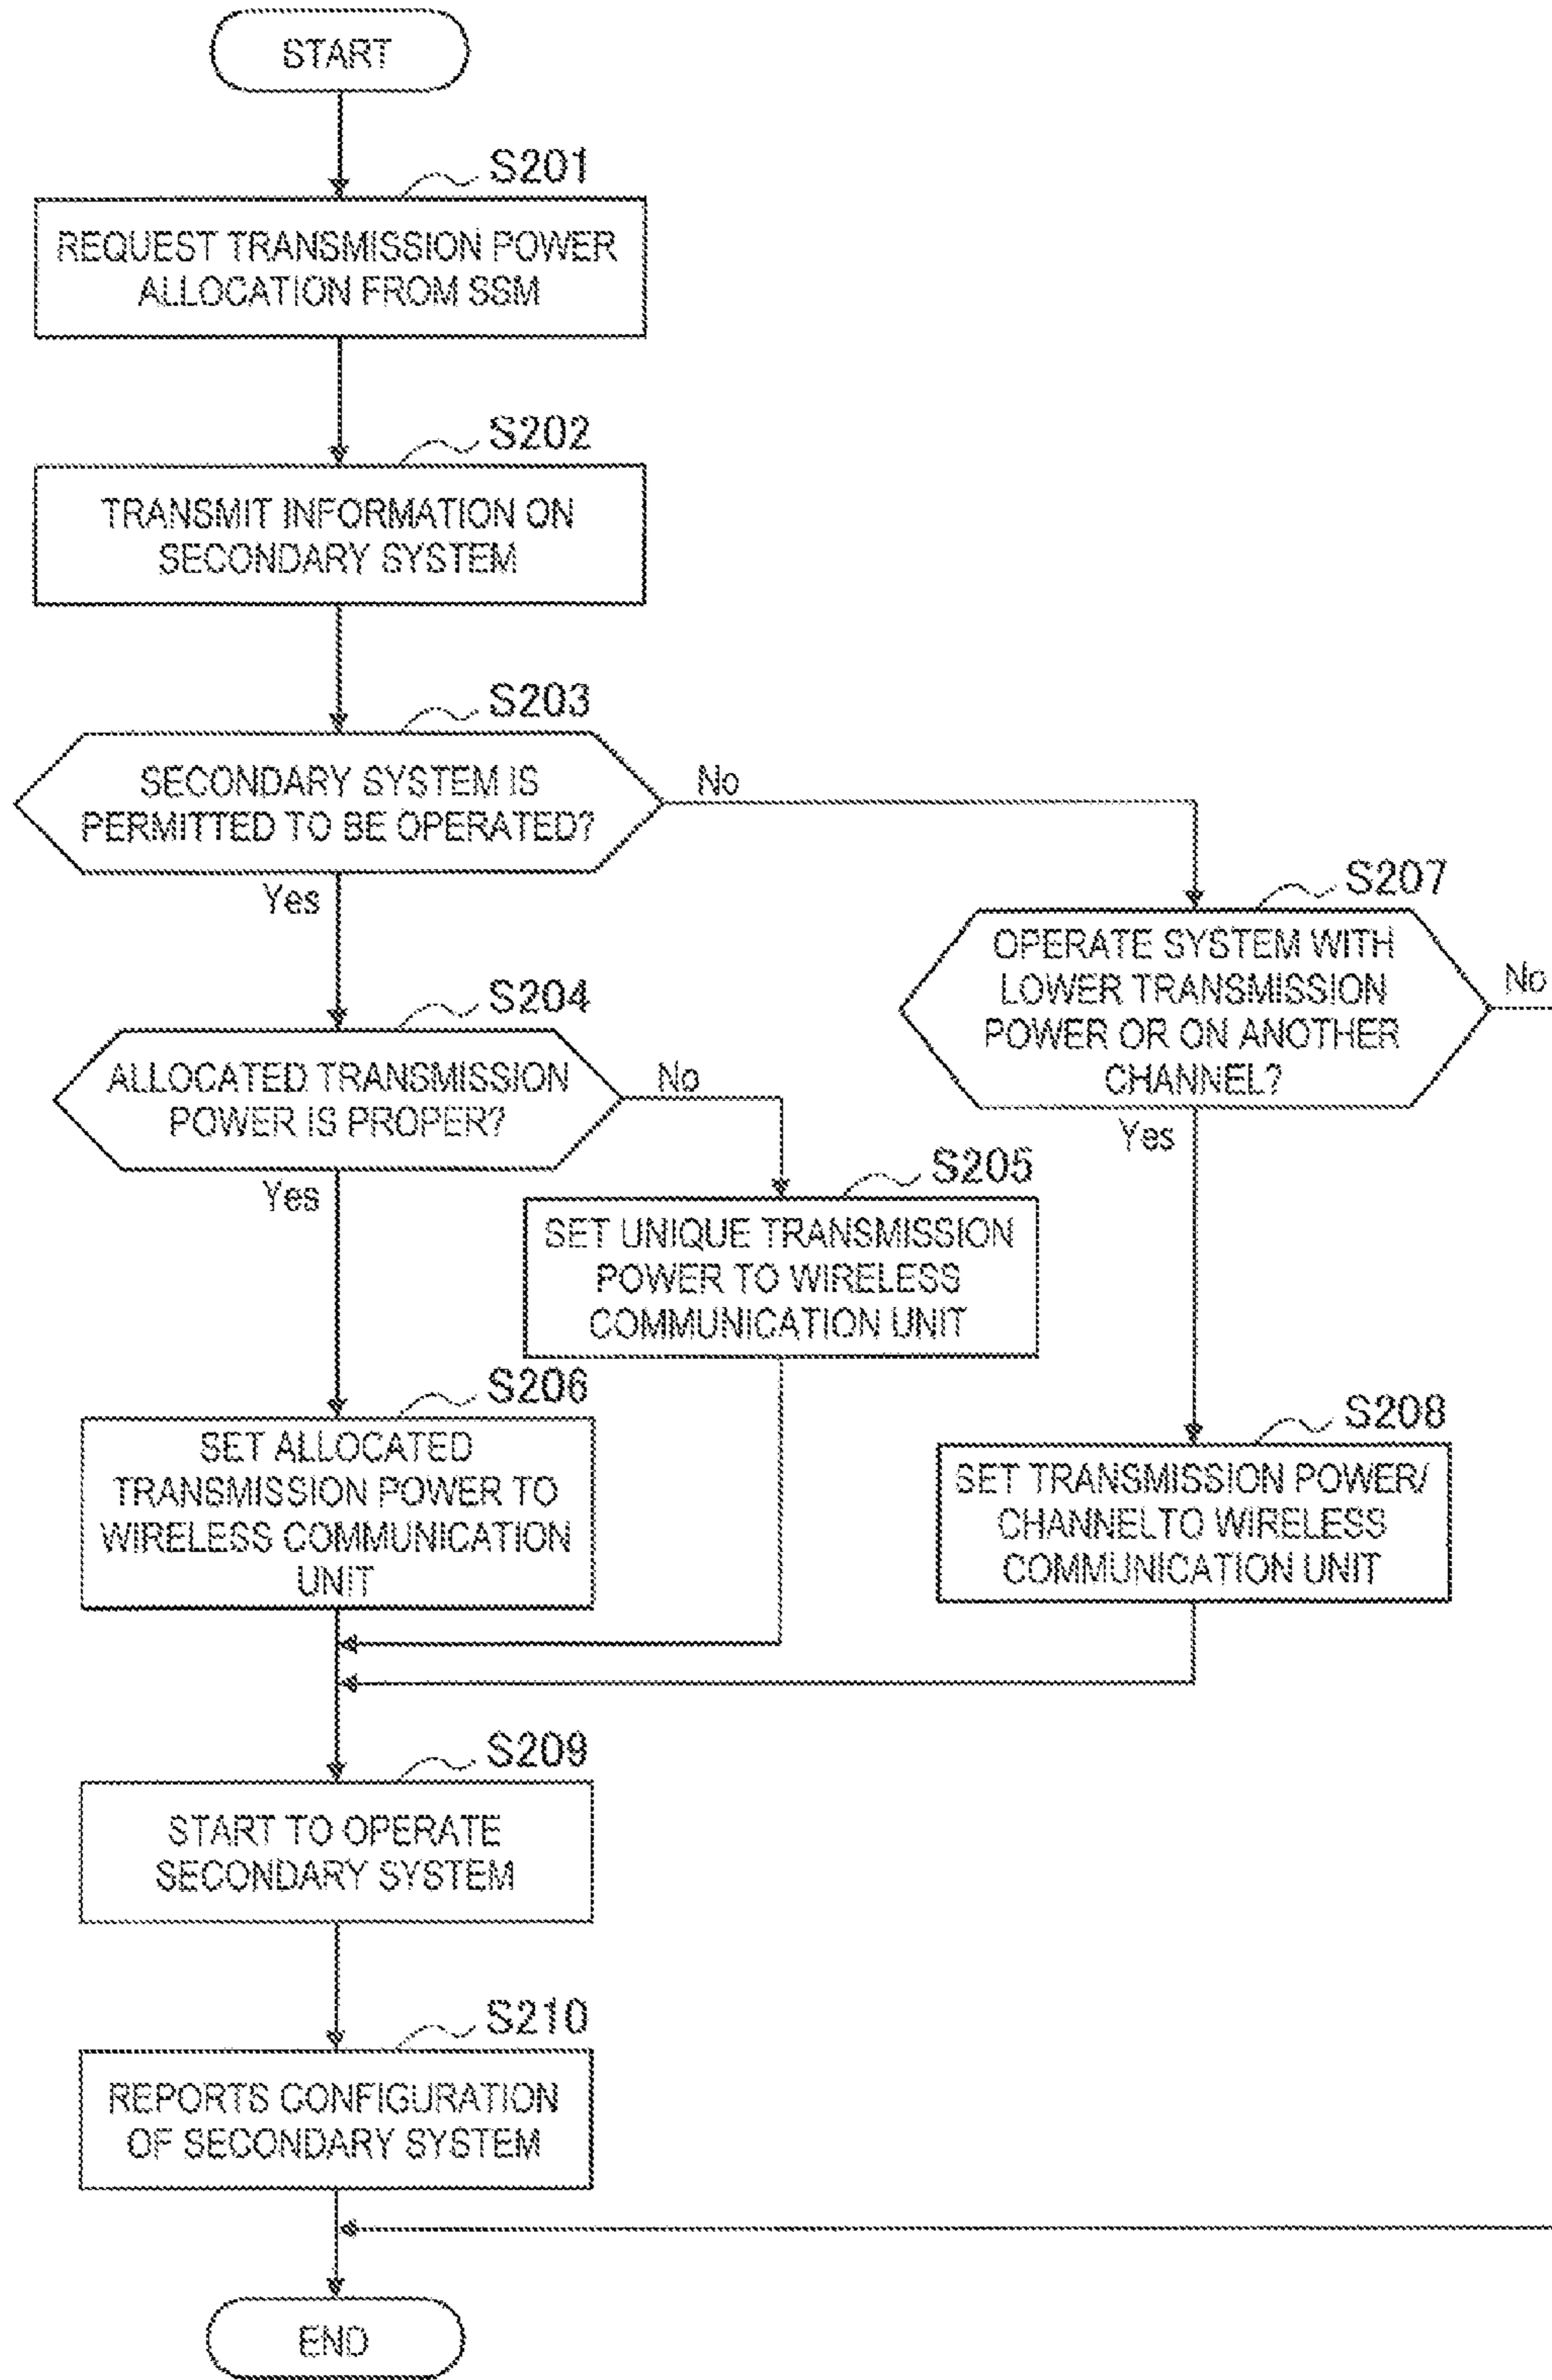 START
S201
REQUEST TRANSMISSION POWER
ALLOCATION FROM SSM
S202
TRANSMIT INFORMATION ON
SECONDARY SYSTEM
S203
SECONDARY SYSTEM IS
PERMITTED TO BE OPERATED?
No
Yes
S207
OPERATE SYSTEM WITH
LOWER TRANSMISSION
POWER OR ON ANOTHER
CHANNEL?
No
Yes
S204
ALLOCATED TRANSMISSION
POWER IS PROPER?
No
Yes
S205
SET UNIQUE TRANSMISSION
POWER TO WIRELESS
COMMUNICATION UNIT
S206
SET ALLOCATED
TRANSMISSION POWER TO
WIRELESS COMMUNICATION
UNIT
S208
SET TRANSMISSION POWER/
CHANNELTO WIRELESS
COMMUNICATION UNIT
S209
START TO OPERATE
SECONDARY SYSTEM
S210
REPORTS CONFIGURATION
OF SECONDARY SYSTEM
END